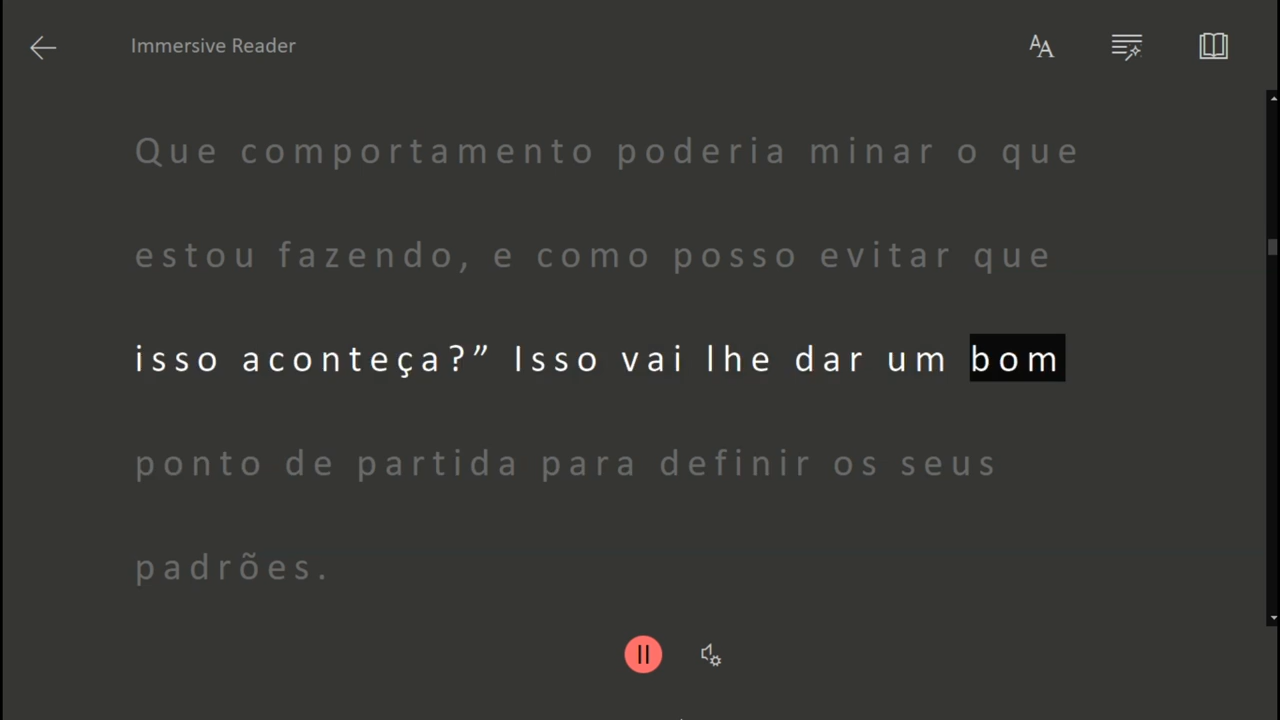 Immersive Reader
Que comportamento poderia minar o que
estou fazendo, e como posso evitar que
isso aconteça?” Isso vai lhe dar um bom
ponto de partida para definir os seus
padrões.